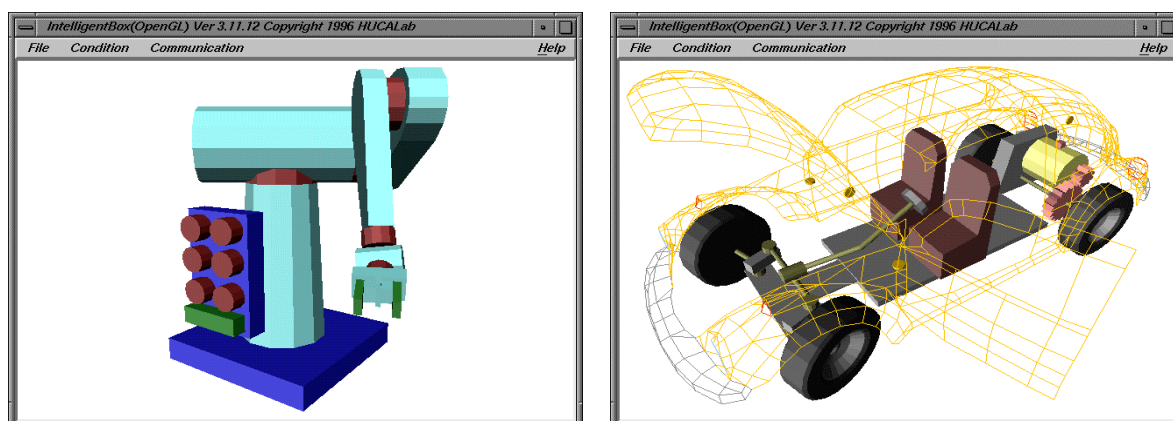 IntelligentBox(OpenGL) Ver 3.11.12 Copyright 1996 HUCALab
File Condition Communication Help
IntelligentBox(OpenGL) Ver 3.11.12 Copyright 1996 HUCALab
File Condition Communication Help